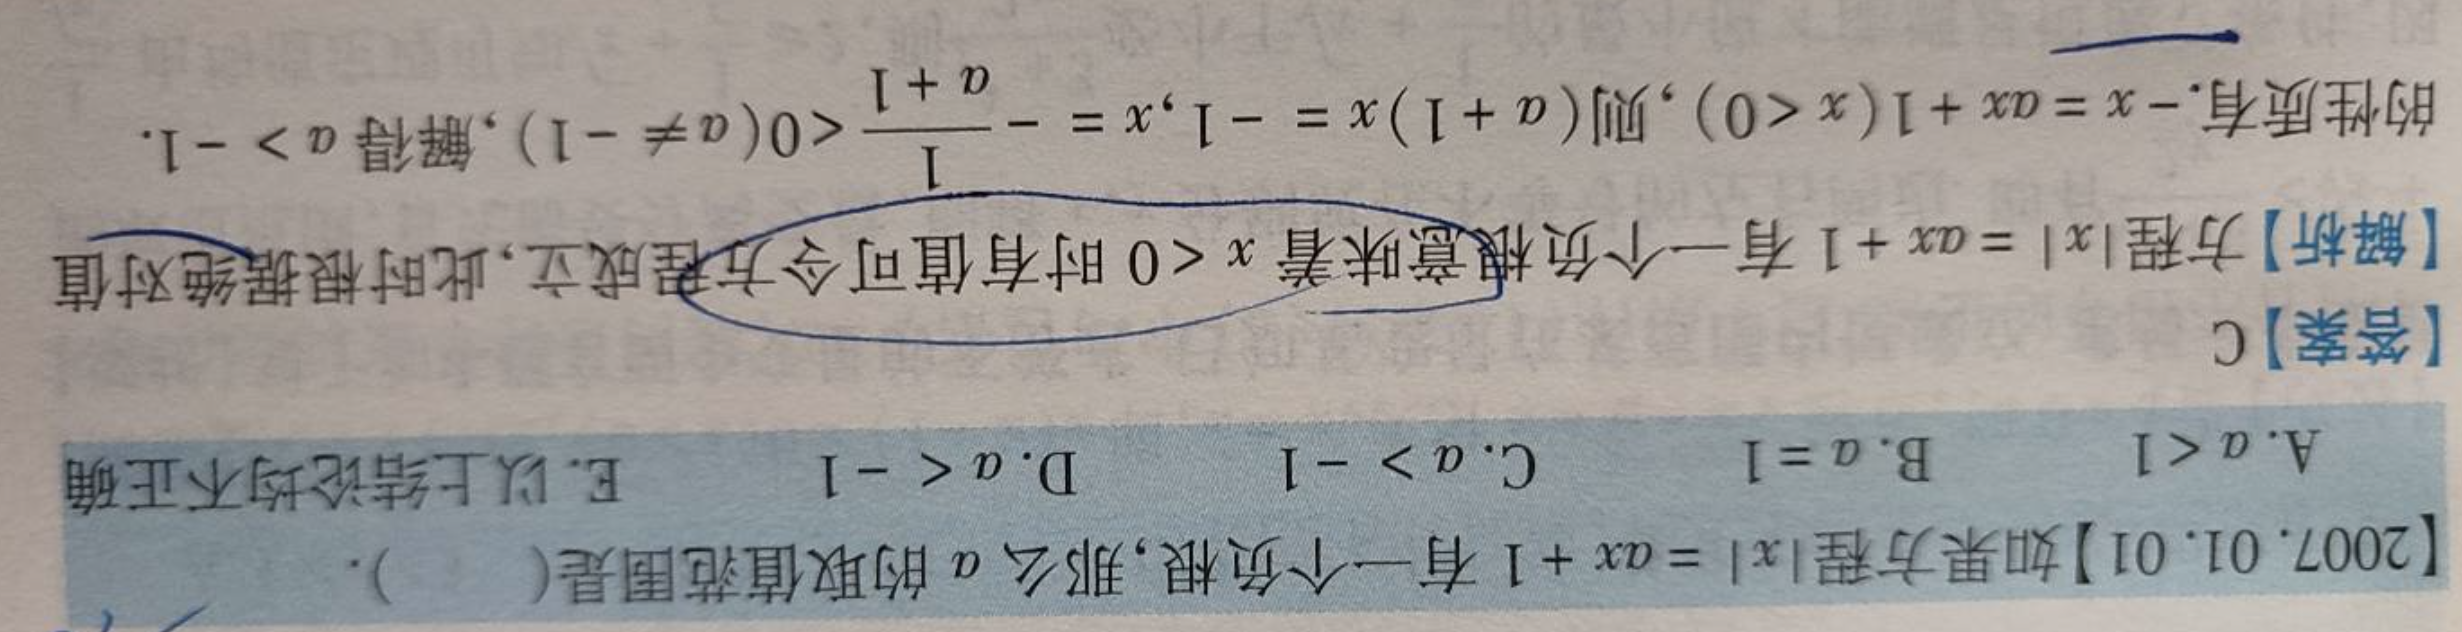 【2007.01.01】如果方程|x| = ax + 1 有一个负根,那么 a 的取值范围是(  ).
A. a < 1 B. a = 1 C. a > -1 D. a < -1 E. 以上结论均不正确
【答案】C
【解析】方程|x| = ax + 1 有一个负根意味着 x < 0 时有值可令方程成立,此时根据绝对值
的性质有. - x = ax + 1(x < 0),则(a + 1)x = -1,x = -\frac{1}{a + 1} < 0(a ≠ -1),解得 a > -1.